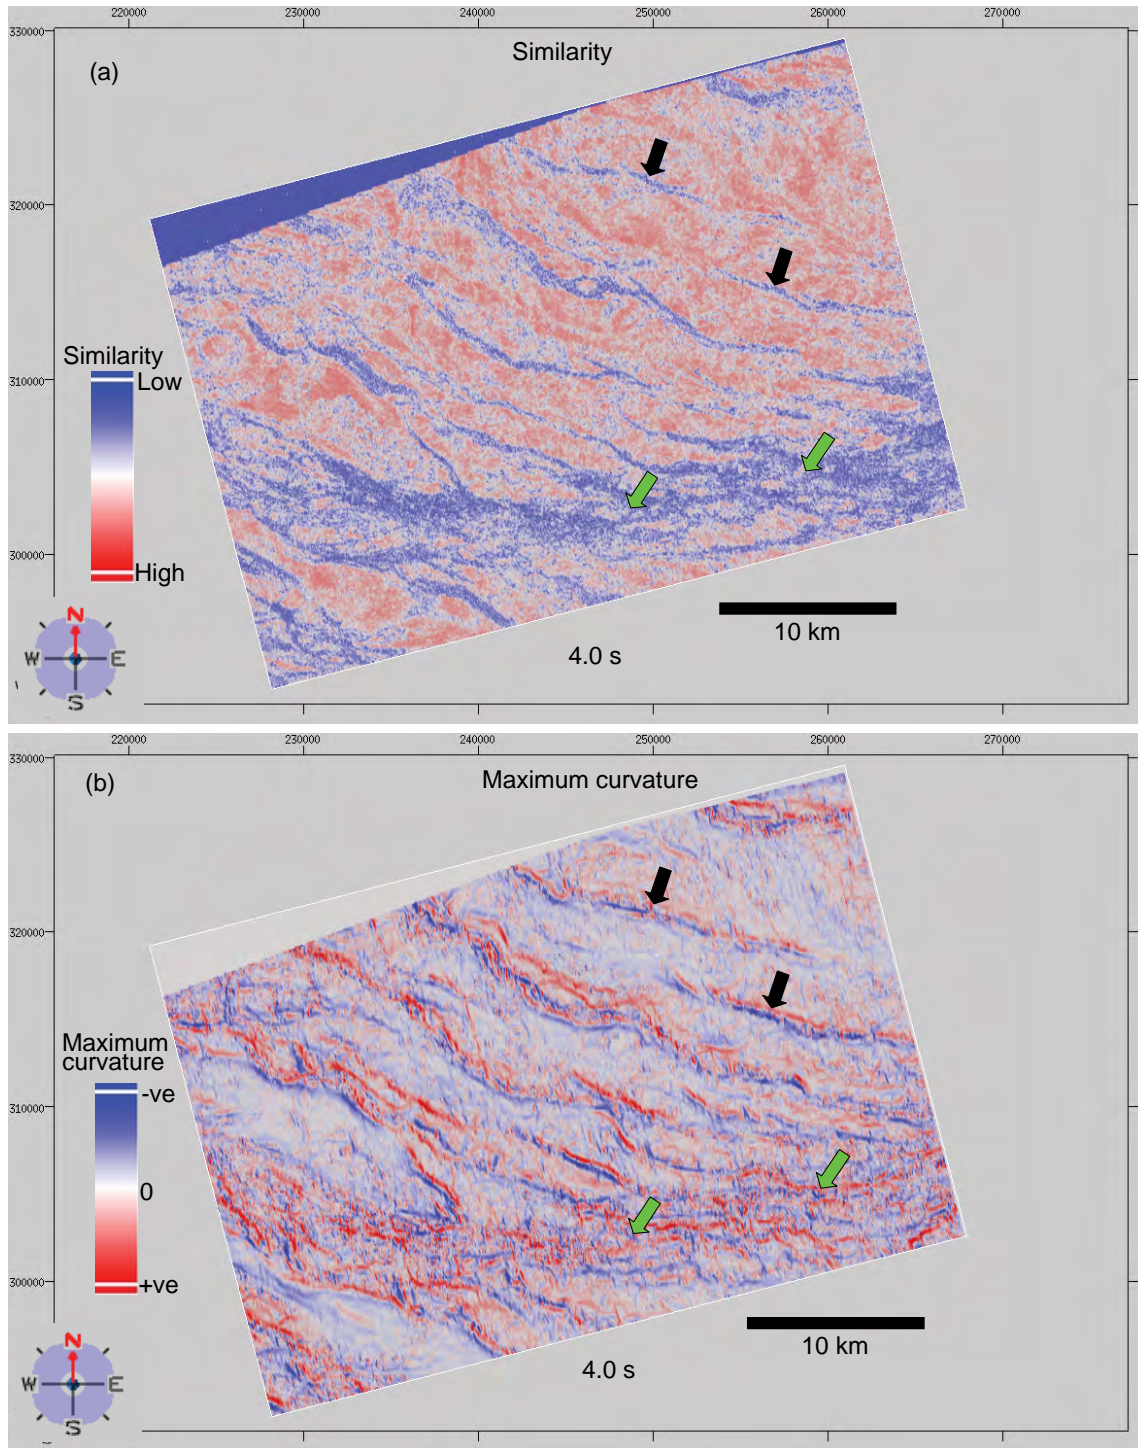 220000 230000 240000 250000 260000 270000
330000
Similarity
(a)
320000
Similarity
Low
310000
300000
High
N
W E
S
10 km
4.0 s
220000 230000 240000 250000 260000 270000
330000
(b)
Maximum curvature
320000
Maximum
curvature
-ve
310000
0
300000
+ve
N
W E
S
10 km
4.0 s